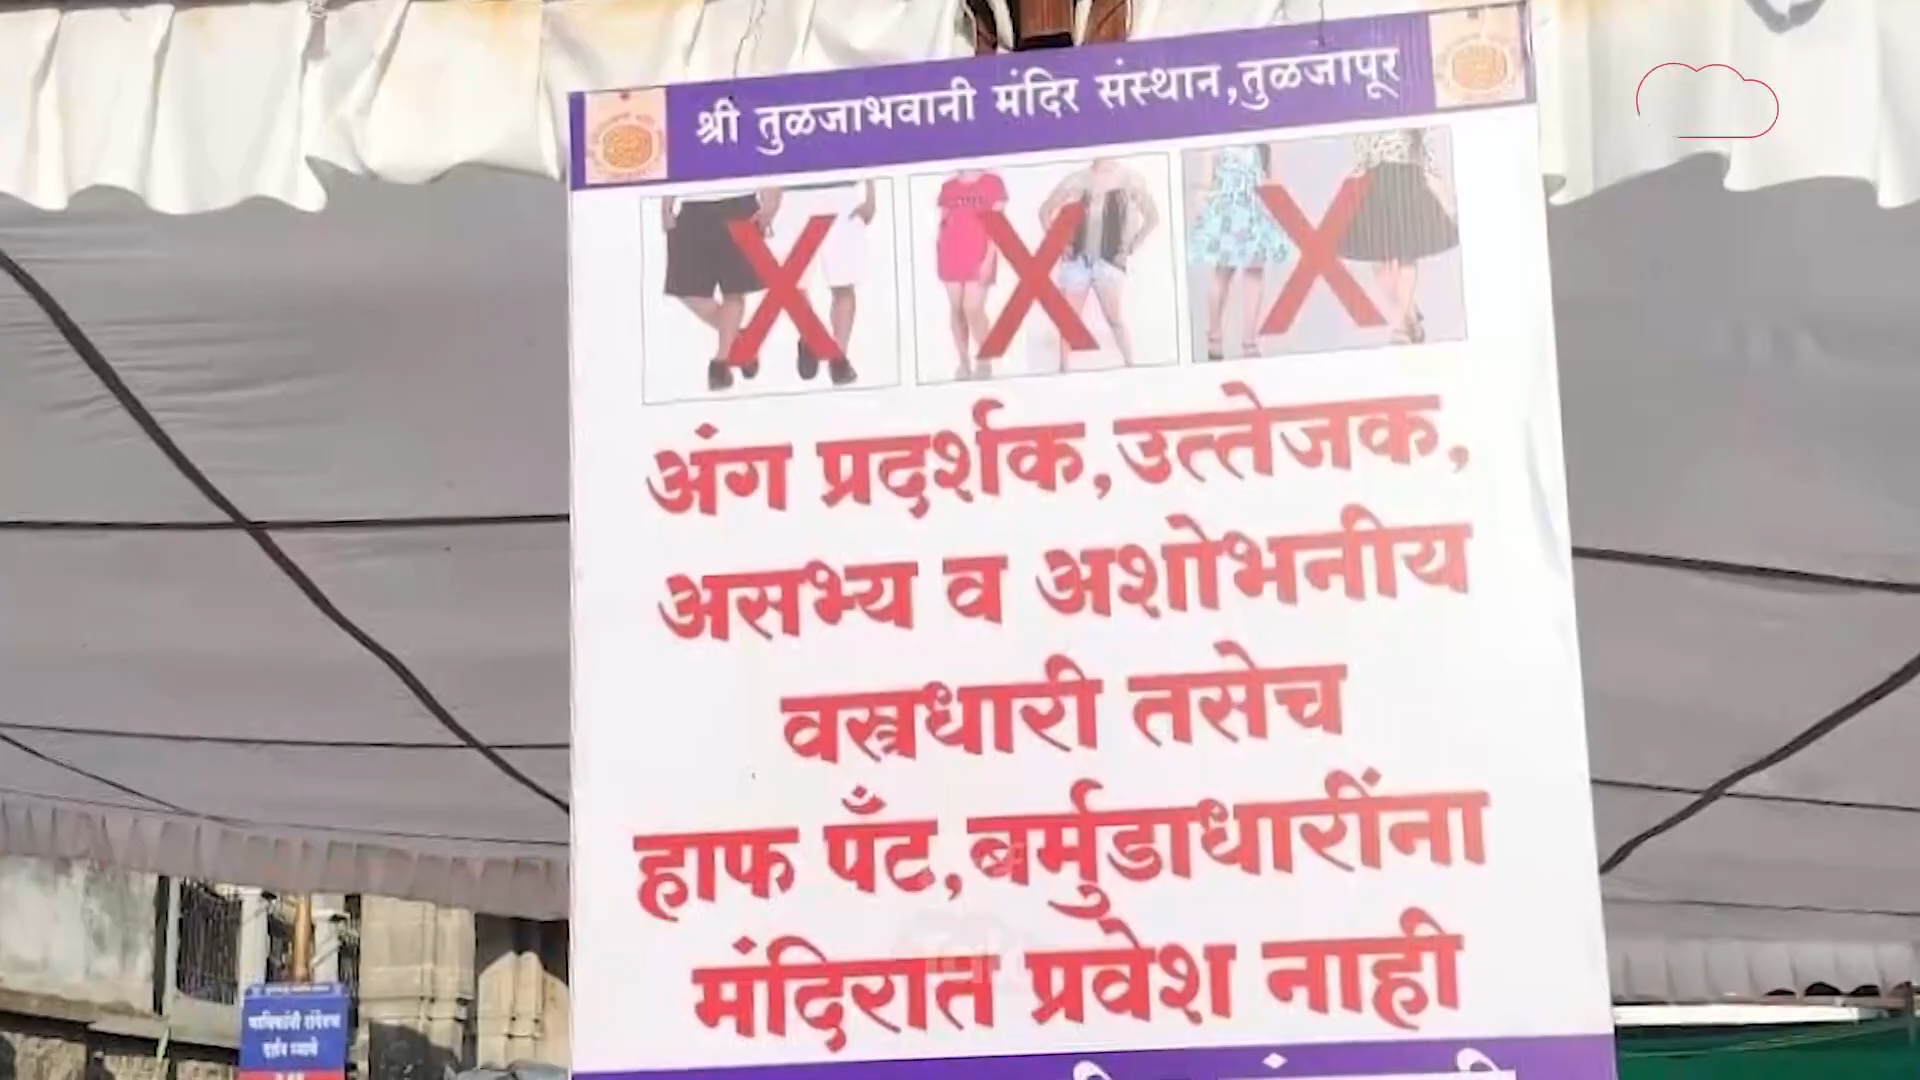 श्री तुळजाभवानी मंदिर संस्थान,तुळजापूर
अंग प्रदर्शक,उत्तेजक,
असभ्य व अशोभनीय
वस्त्रधारी तसेच
हाफ पॅंट,बर्मुडाधारींना
मंदिरात प्रवेश नाही